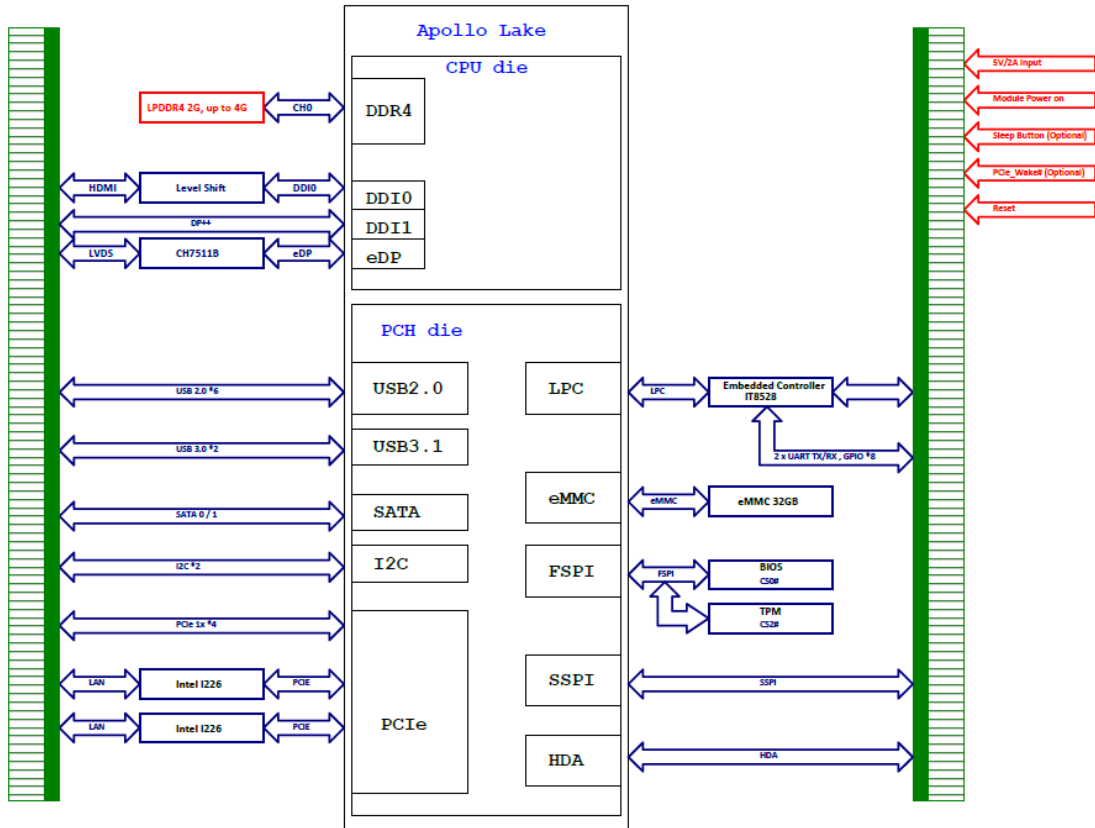 Apollo Lake
CPU die
LPDDR4 2G, up to 4G
CH0
DDR4
HDMI
Level Shift
DDI0
DDI0
DP++
DDI1
LVDS
CH7511B
eDP
eDP
PCH die
USB 2.0 *6
USB2.0
USB 3.0 *2
USB3.1
SATA 0 / 1
SATA
I2C *2
I2C
PCIe 1x *4
LAN
Intel I226
PCIE
LAN
Intel I226
PCIE
PCIe
LPC
LPC
Embedded Controller
IT8528
2 x UART TX/RX , GPIO *8
eMMC
eMMC
eMMC 32GB
FSPI
FSPI
BIOS
CS0#
TPM
CS2#
SSPI
SSPI
HDA
HDA
5V/2A Input
Module Power on
Sleep Button (Optional)
PCIe_Wake# (Optional)
Reset